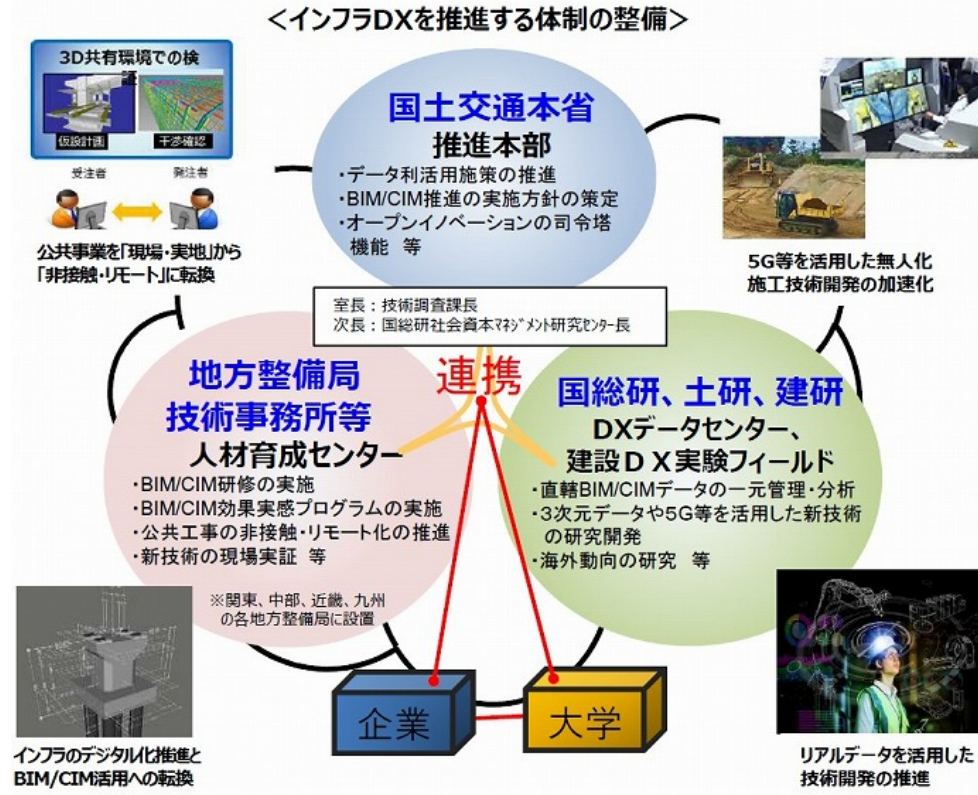 ＜インフラDXを推進する体制の整備＞
3D共有環境での検
証
仮設計画
干渉確認
受注者
発注者
公共事業を「現場・実地」から
「非接触・リモート」に転換
国土交通本省
推進本部
・データ利活用施策の推進
・BIM/CIM推進の実施方針の策定
・オープンイノベーションの司令塔
機能 等
5G等を活用した無人化
施工技術開発の加速化
室長：技術調査課長
次長：国総研社会資本ﾏﾈｼﾞﾒﾝﾄ研究ｾﾝﾀｰ長
連携
地方整備局
技術事務所等
人材育成センター
・BIM/CIM研修の実施
・BIM/CIM効果実感プログラムの実施
・公共工事の非接触・リモート化の推進
・新技術の現場実証 等
※関東、中部、近畿、九州
の各地方整備局に設置
国総研、土研、建研
DXデータセンター、
建設ＤＸ実験フィールド
・直轄BIM/CIMデータの一元管理・分析
・3次元データや5G等を活用した新技術
の研究開発
・海外動向の研究 等
企業
大学
インフラのデジタル化推進と
BIM/CIM活用への転換
リアルデータを活用した
技術開発の推進